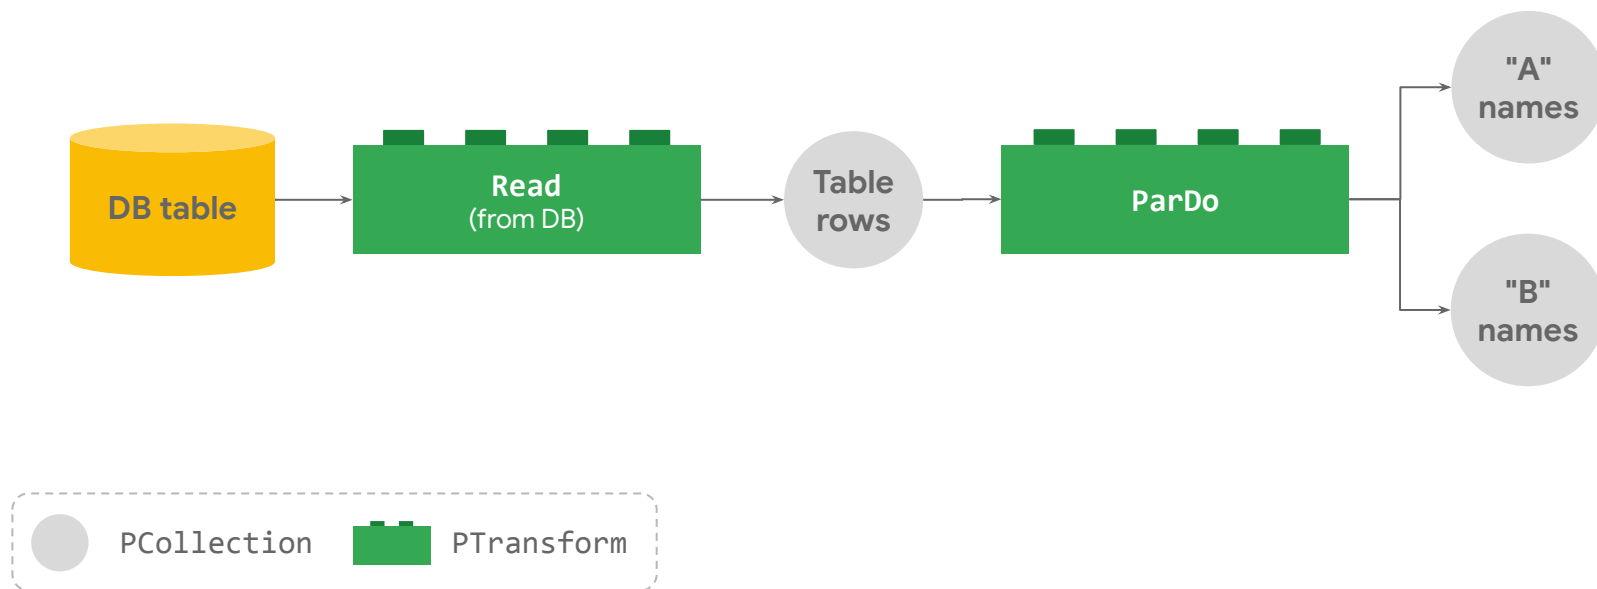 DB table
Read
(from DB)
Table
rows
ParDo
"A"
names
"B"
names
PCollection
PTransform